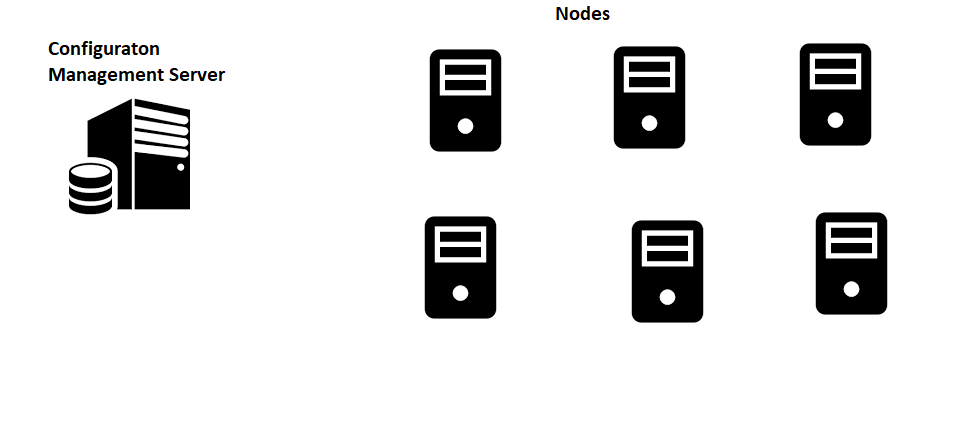 Nodes
Configuraton
Management Server